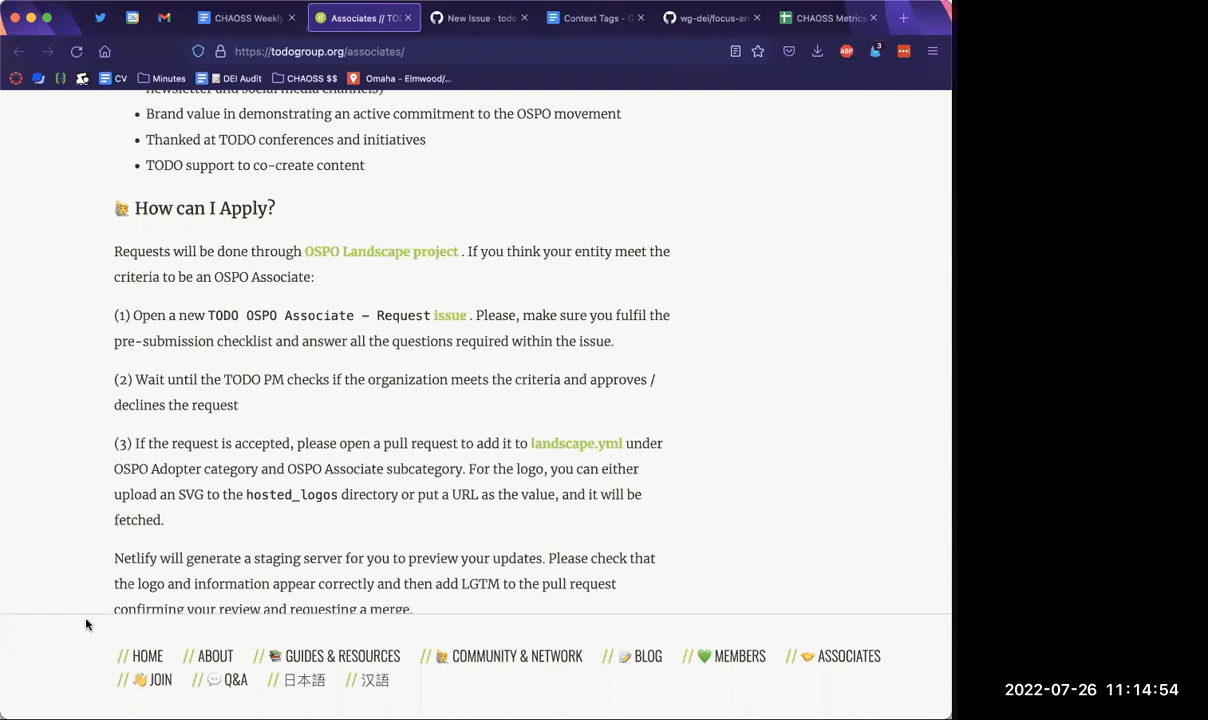 CHAOSS Weekly
Associates // TO
New Issue · todo
Context Tags - G
wg-dei/focus-ar
CHAOSS Metrics
https://todogroup.org/associates/
ABP
3
CV
Minutes
DEI Audit
CHAOSS $$
Omaha - Elmwood/...
newsletter and social media channels)
• Brand value in demonstrating an active commitment to the OSPO movement
• Thanked at TODO conferences and initiatives
• TODO support to co-create content
How can I Apply?
Requests will be done through OSPO Landscape project . If you think your entity meet the
criteria to be an OSPO Associate:
(1) Open a new TODO OSPO Associate - Request issue . Please, make sure you fulfil the
pre-submission checklist and answer all the questions required within the issue.
(2) Wait until the TODO PM checks if the organization meets the criteria and approves /
declines the request
(3) If the request is accepted, please open a pull request to add it to landscape.yml under
OSPO Adopter category and OSPO Associate subcategory. For the logo, you can either
upload an SVG to the hosted_logos directory or put a URL as the value, and it will be
fetched.
Netlify will generate a staging server for you to preview your updates. Please check that
the logo and information appear correctly and then add LGTM to the pull request
confirming your review and requesting a merge.
// HOME // ABOUT // GUIDES & RESOURCES // COMMUNITY & NETWORK // BLOG // MEMBERS // ASSOCIATES
// JOIN // Q&A // 日本語 // 汉语
2022-07-26 11:14:54